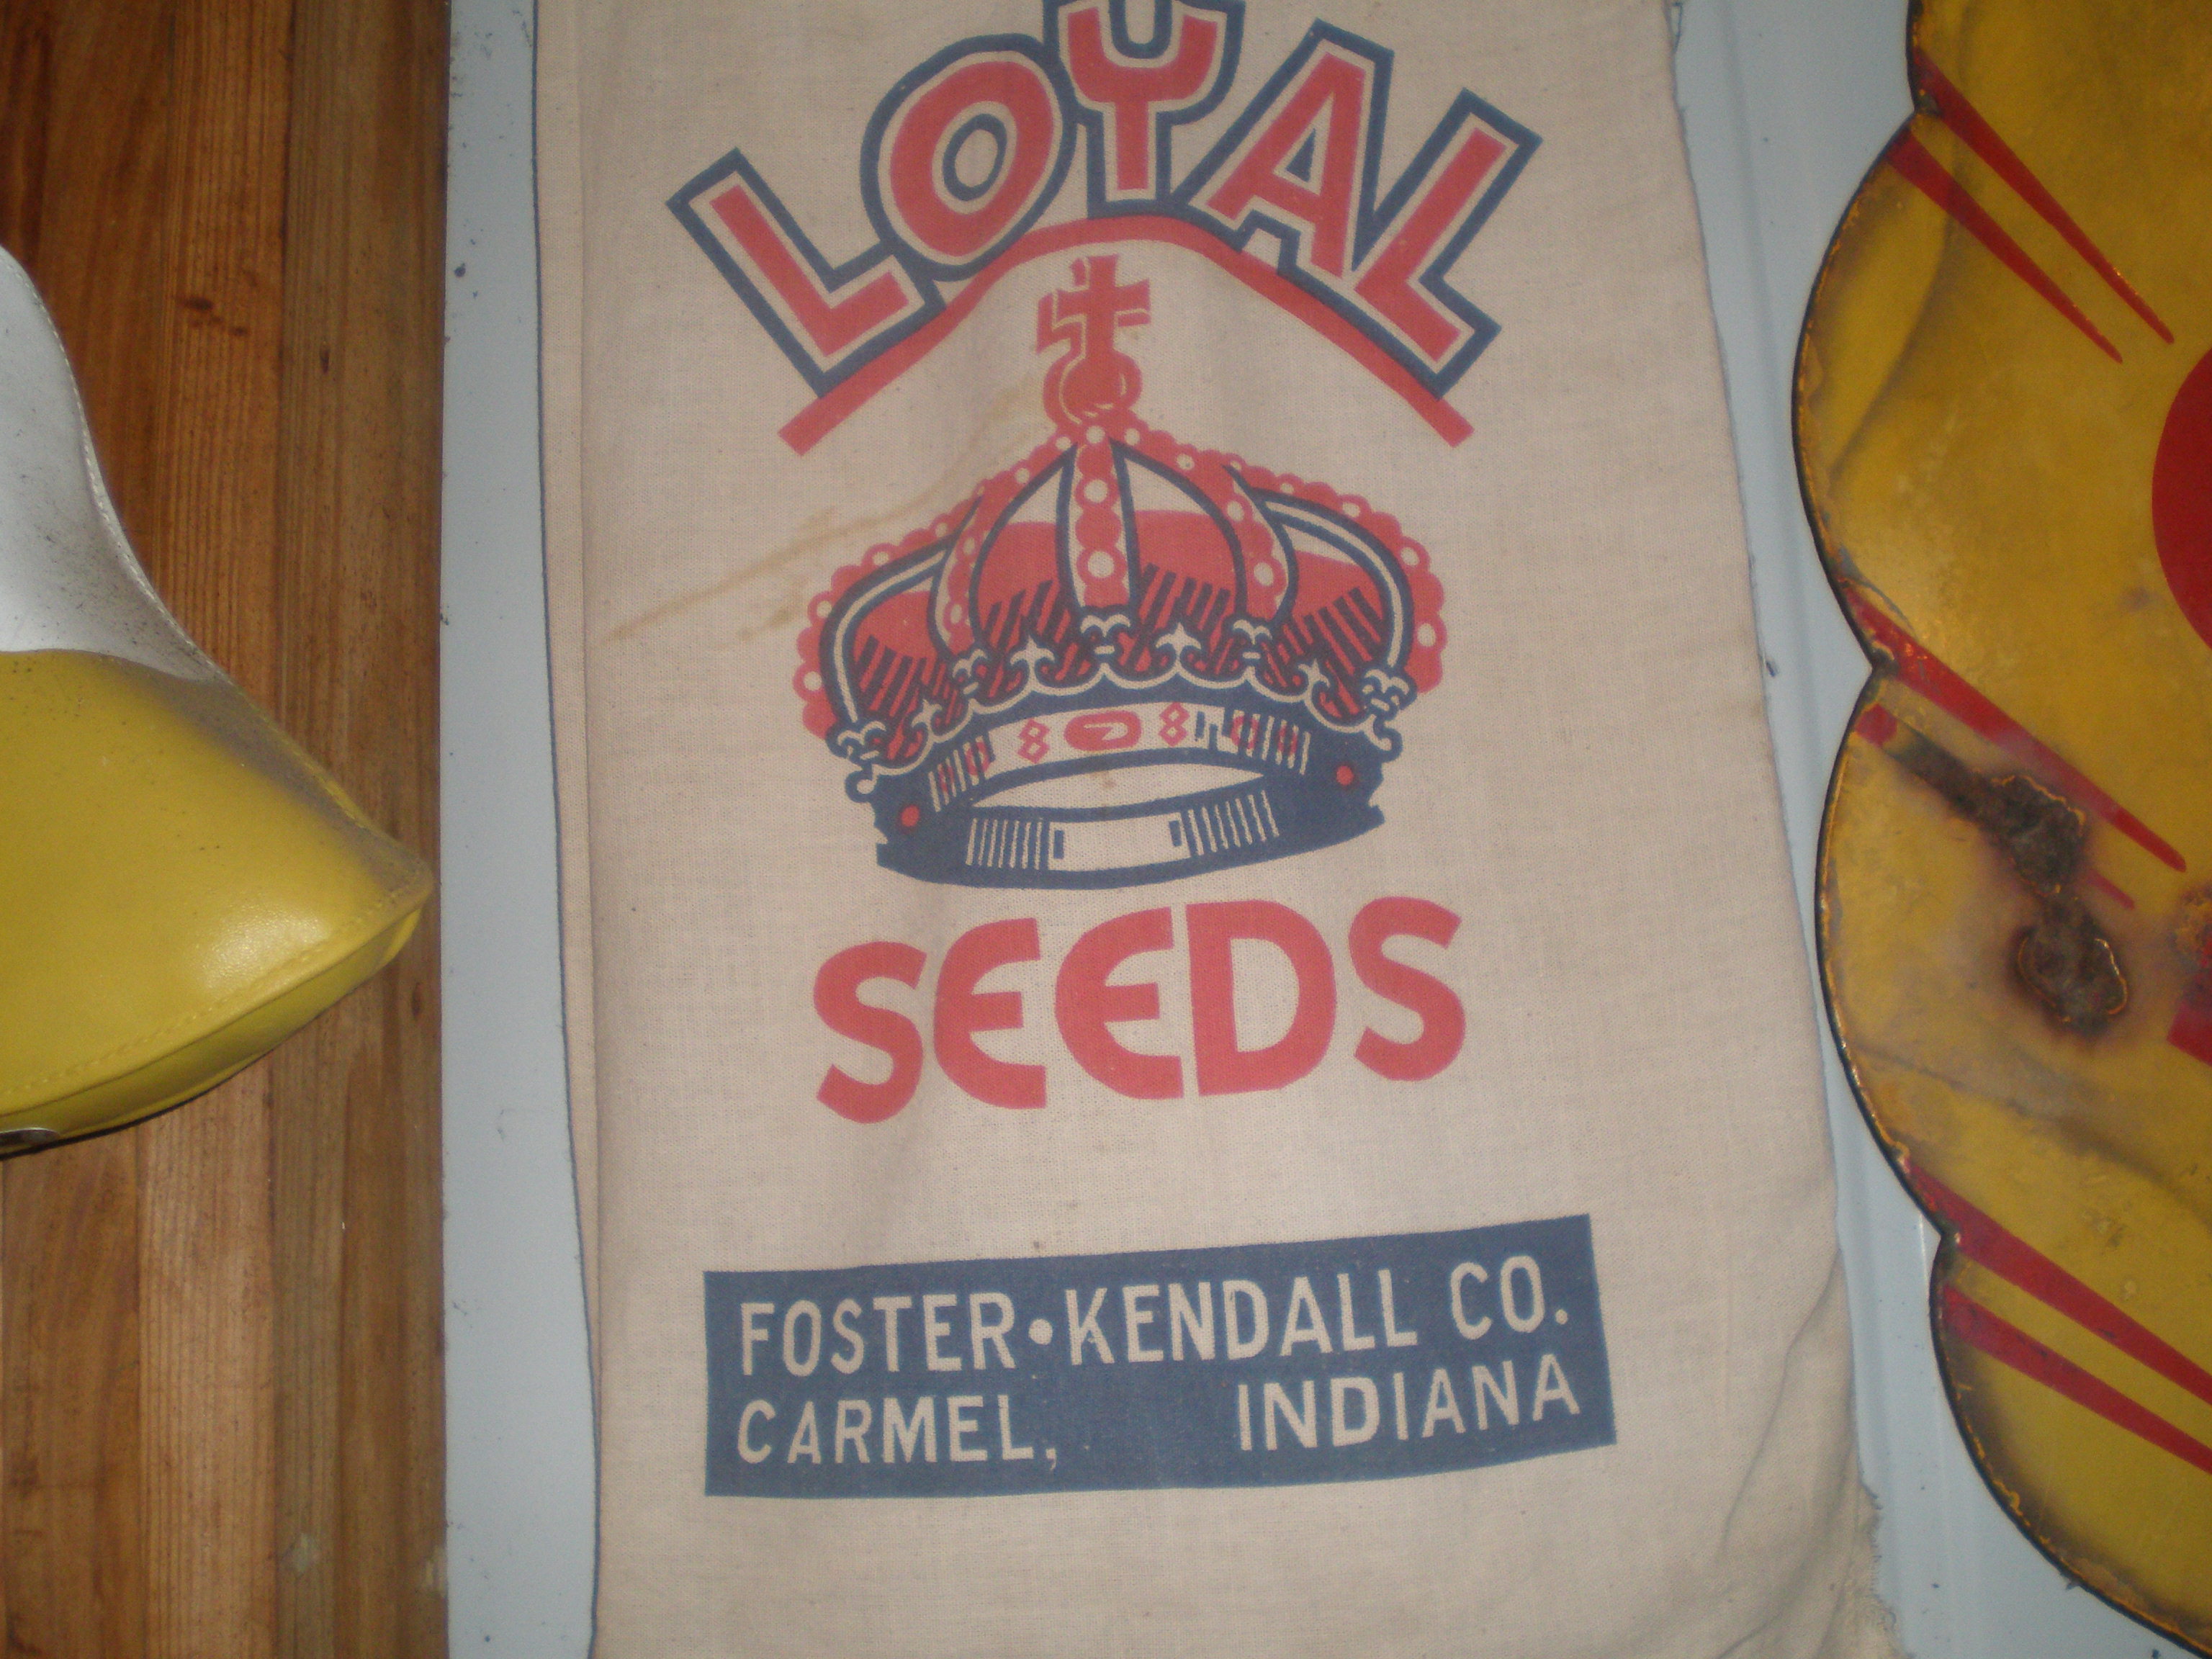 LOYAL
SEEDS
FOSTER•KENDALL CO.
CARMEL, INDIANA